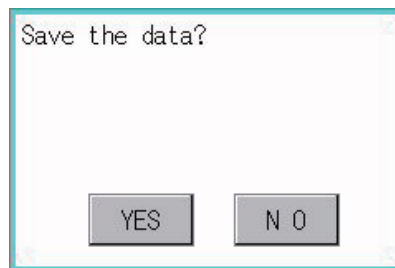 Save the data?
YES
N O